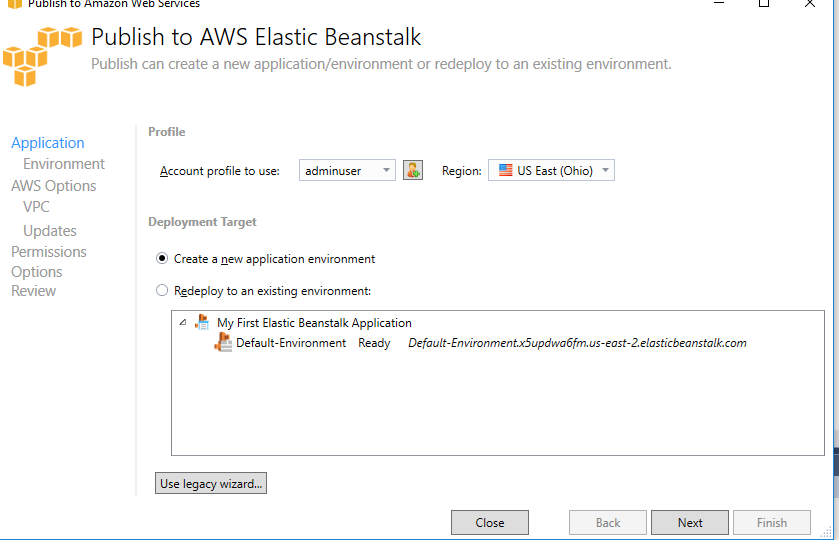 Publish to Amazon Web Services
Publish to AWS Elastic Beanstalk
Publish can create a new application/environment or redeploy to an existing environment.
Application
Environment
AWS Options
VPC
Updates
Permissions
Options
Review
Profile
Account profile to use: adminuser Region: US East (Ohio)
Deployment Target
Create a new application environment
Redeploy to an existing environment:
My First Elastic Beanstalk Application
Default-Environment Ready Default-Environment.x5updwa6fm.us-east-2.elasticbeanstalk.com
Use legacy wizard...
Close Back Next Finish